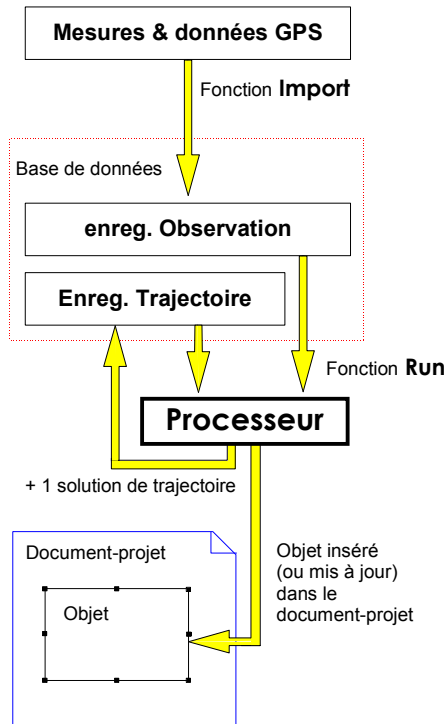 Mesures & données GPS
Fonction Import
Base de données
enreg. Observation
Enreg. Trajectoire
Fonction Run
Processeur
+ 1 solution de trajectoire
Document-projet
Objet
Objet inséré
(ou mis à jour)
dans le
document-projet